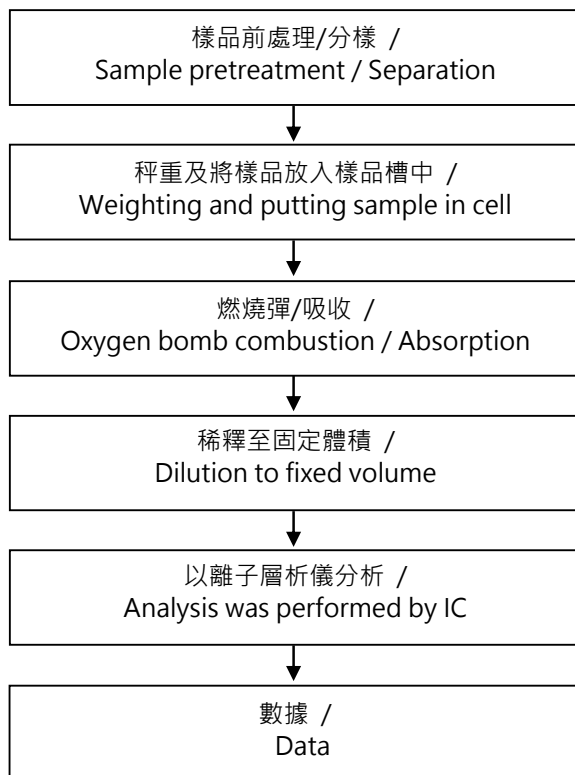 樣品前處理/分樣 /
Sample pretreatment / Separation
秤重及將樣品放入樣品槽中 /
Weighting and putting sample in cell
燃燒彈/吸收 /
Oxygen bomb combustion / Absorption
稀釋至固定體積 /
Dilution to fixed volume
以離子層析儀分析 /
Analysis was performed by IC
數據 /
Data